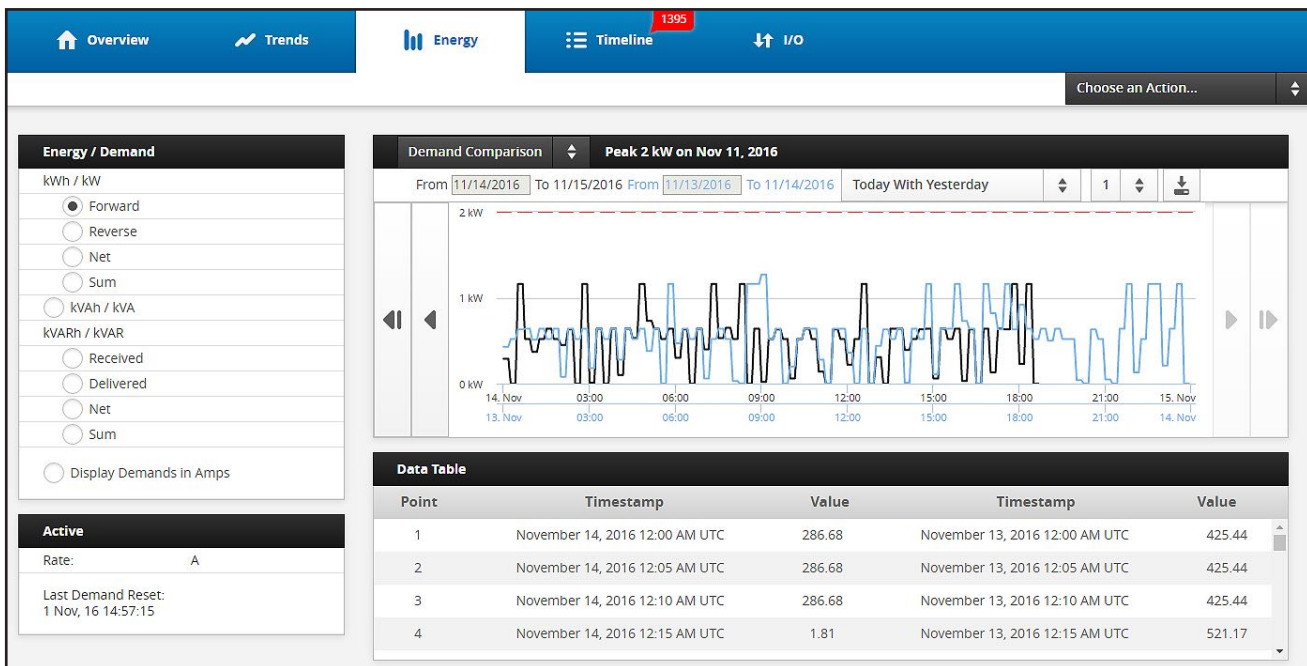 1395
Overview Trends Energy Timeline I/O
Choose an Action...
Energy / Demand
kWh / kW
Forward
Reverse
Net
Sum
kVAh / kVA
kVARh / kVAR
Received
Delivered
Net
Sum
Display Demands in Amps
Active
Rate: A
Last Demand Reset:
1 Nov, 16 14:57:15
Demand Comparison Peak 2 kW on Nov 11, 2016
From 11/14/2016 To 11/15/2016 From 11/13/2016 To 11/14/2016 Today With Yesterday 1
2 kW
1 kW
0 kW
14. Nov 03:00 06:00 09:00 12:00 15:00 18:00 21:00 15. Nov
13. Nov 03:00 06:00 09:00 12:00 15:00 18:00 21:00 14. Nov
Data Table
Point Timestamp Value Timestamp Value
1 November 14, 2016 12:00 AM UTC 286.68 November 13, 2016 12:00 AM UTC 425.44
2 November 14, 2016 12:05 AM UTC 286.68 November 13, 2016 12:05 AM UTC 425.44
3 November 14, 2016 12:10 AM UTC 286.68 November 13, 2016 12:10 AM UTC 425.44
4 November 14, 2016 12:15 AM UTC 1.81 November 13, 2016 12:15 AM UTC 521.17